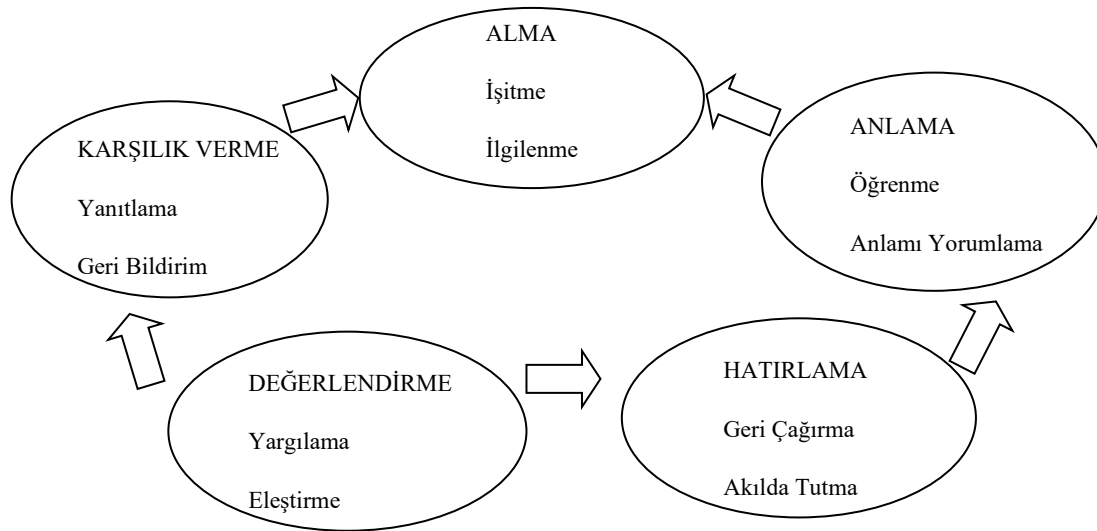 ALMA
İşitme
İlgilenme
KARŞILIK VERME
Yanıtlama
Geri Bildirim
ANLAMA
Öğrenme
Anlamı Yorumlama
DEĞERLENDİRME
Yargılama
Eleştirme
HATIRLAMA
Geri Çağırma
Akılda Tutma